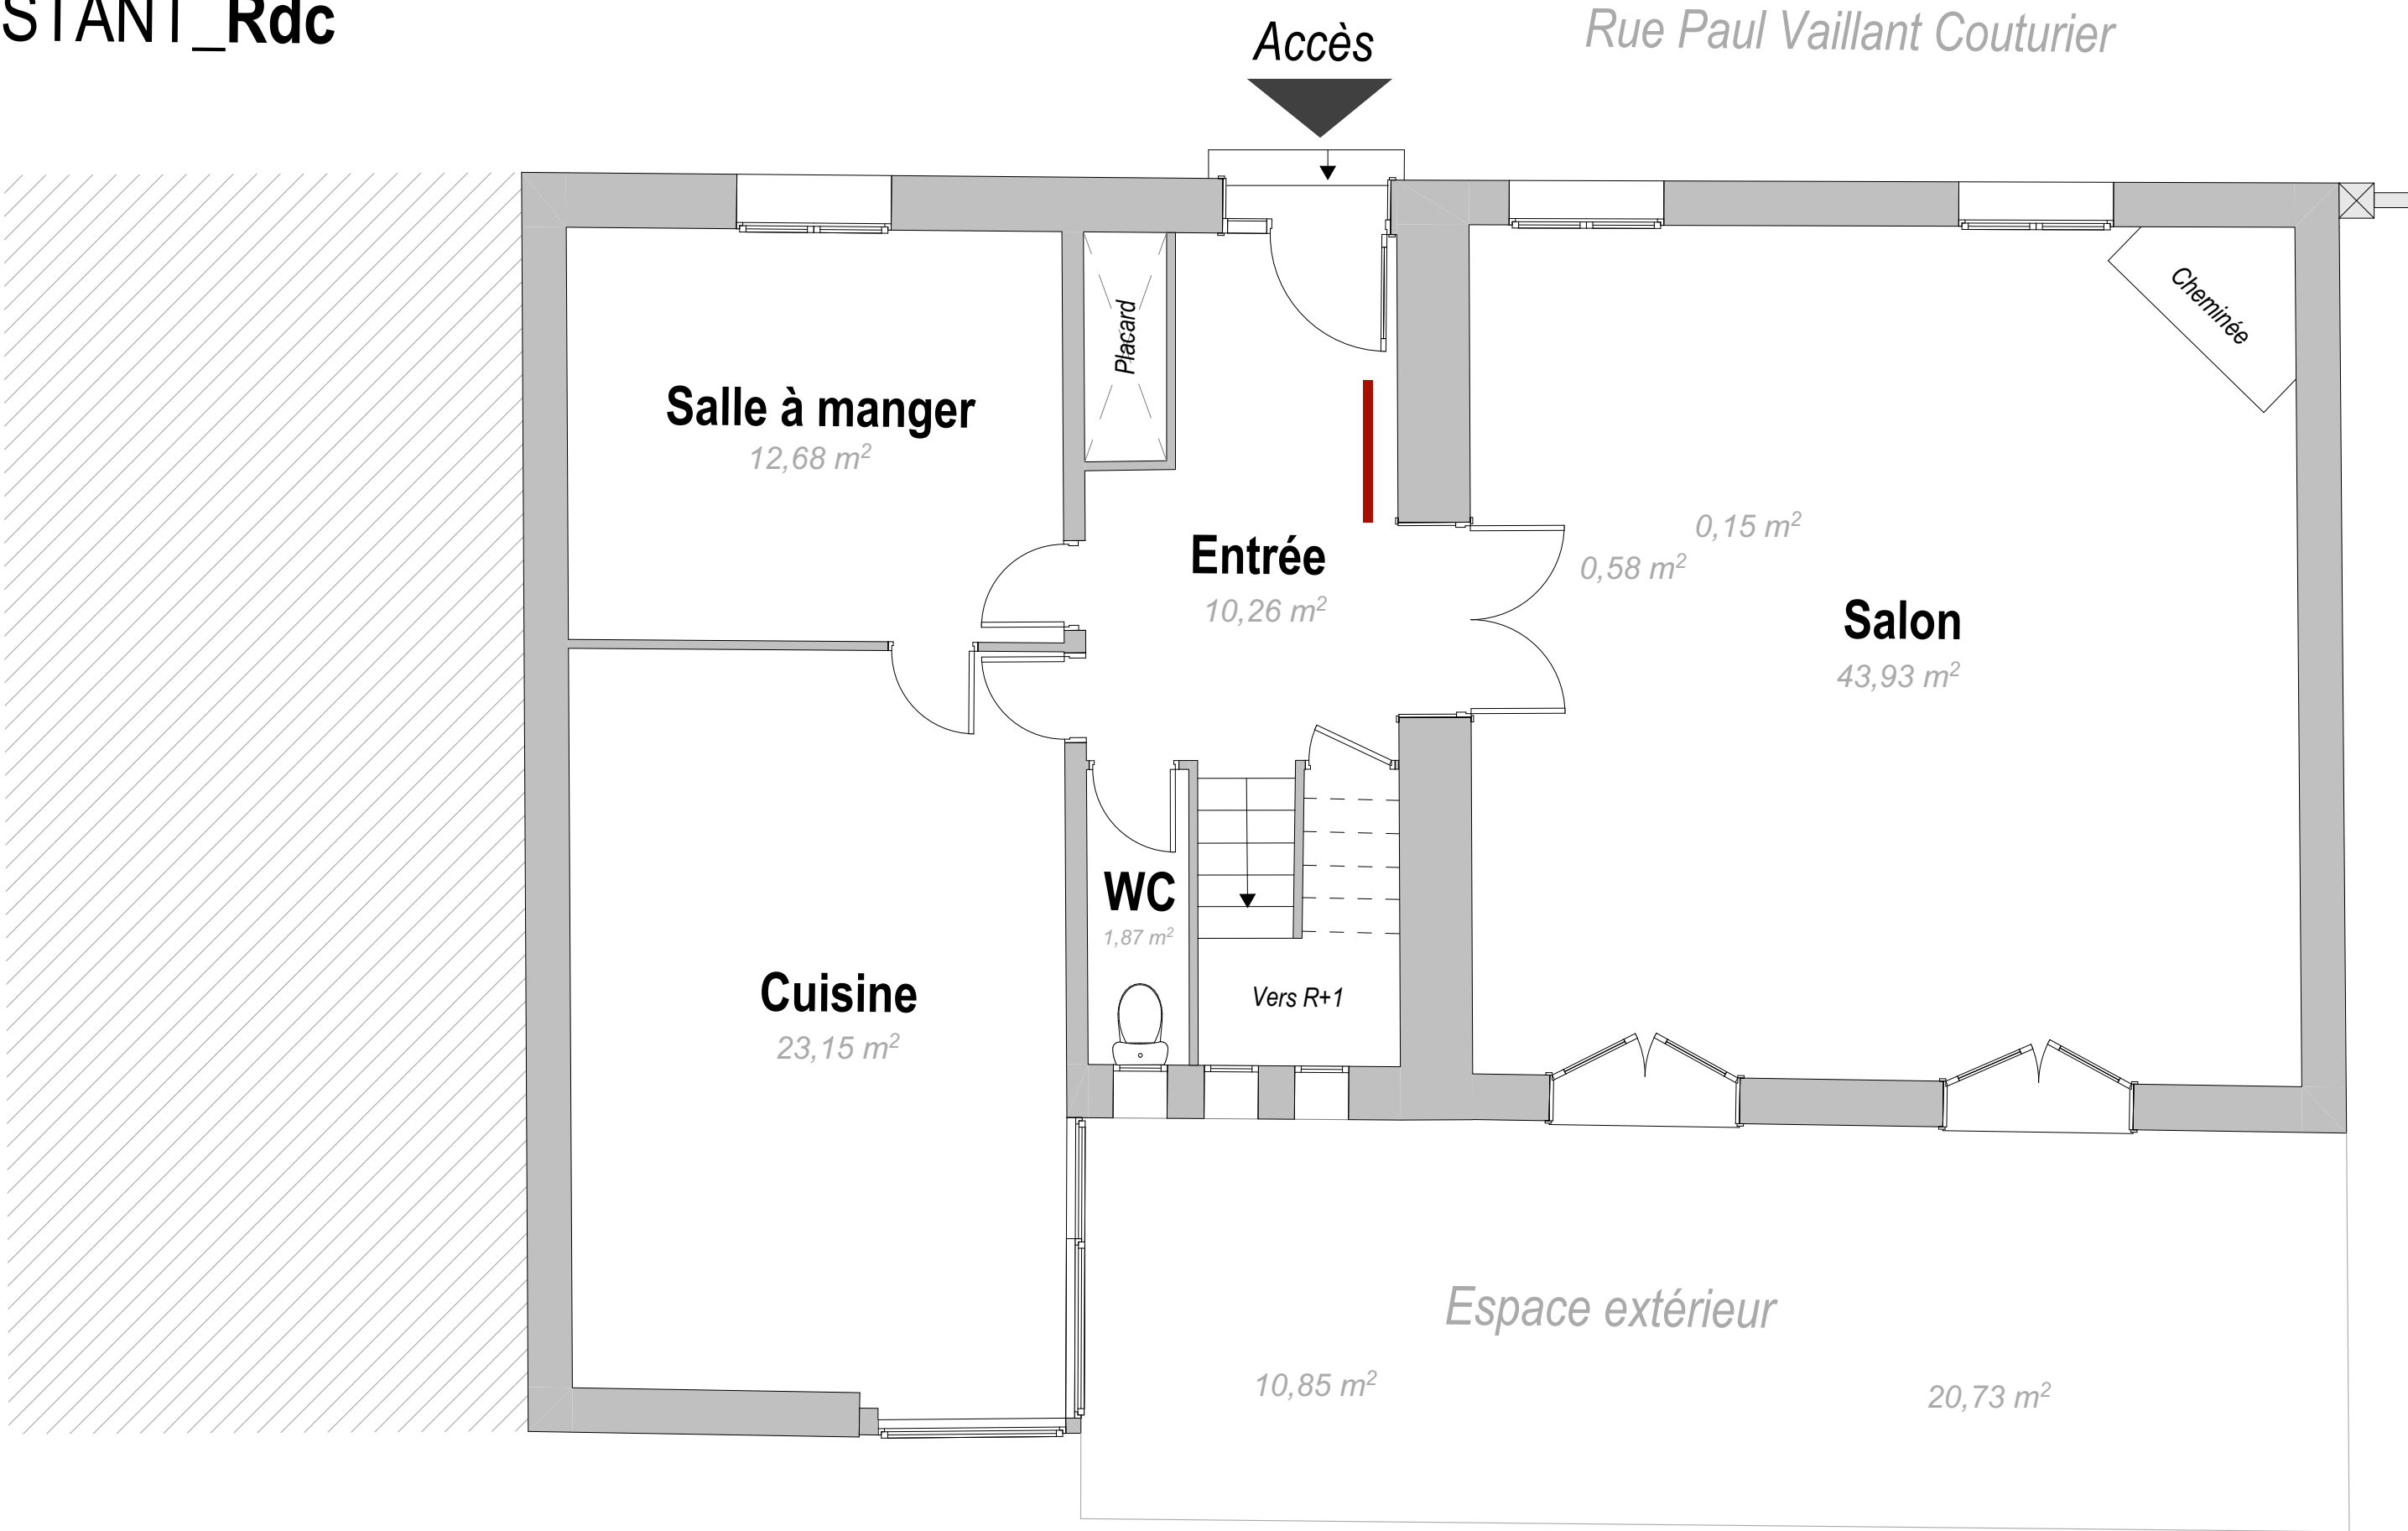 STANT_Rdc
Accès
Rue Paul Vaillant Couturier
Placard
Cheminée
Salle à manger
12,68 m²
Entrée
10,26 m²
0,15 m²
0,58 m²
Salon
43,93 m²
WC
1,87 m²
Cuisine
23,15 m²
Vers R+1
Espace extérieur
10,85 m²
20,73 m²